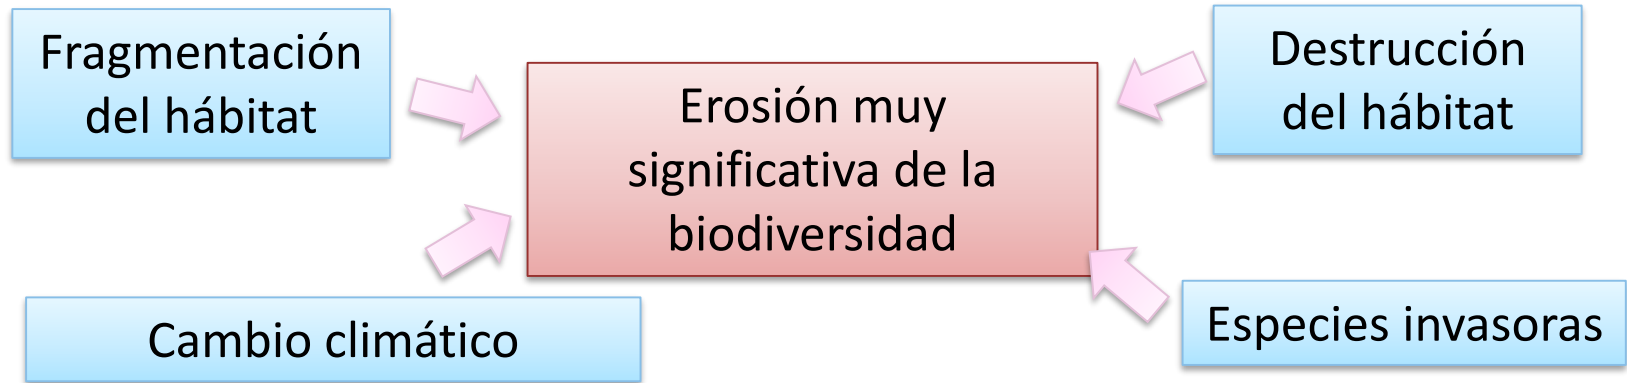 Fragmentación
del hábitat
Erosión muy
significativa de la
biodiversidad
Destrucción
del hábitat
Cambio climático
Especies invasoras